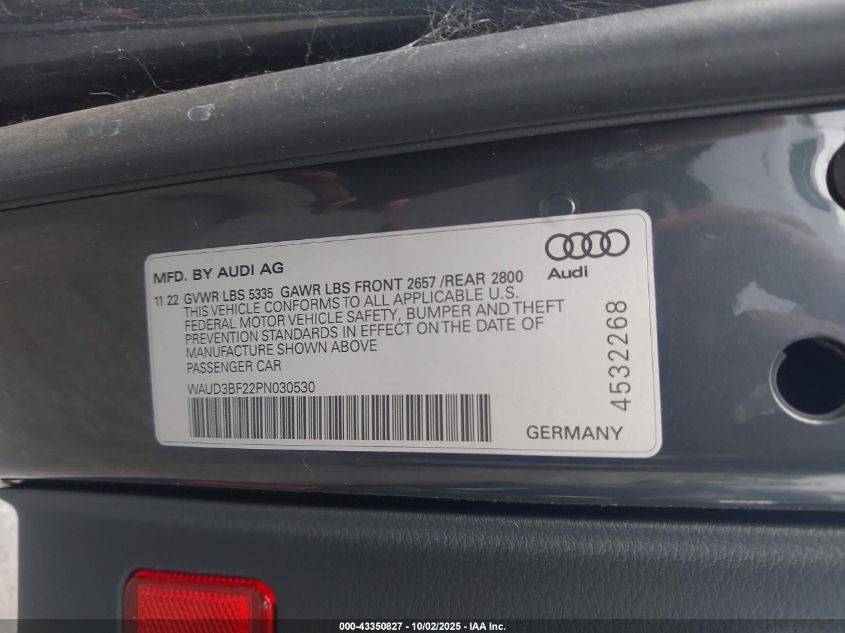 MFD. BY AUDI AG
Audi
11 22 GVWR LBS 5335 GAWR LBS FRONT 2657 /REAR 2800
THIS VEHICLE CONFORMS TO ALL APPLICABLE U.S.
FEDERAL MOTOR VEHICLE SAFETY, BUMPER AND THEFT
PREVENTION STANDARDS IN EFFECT ON THE DATE OF
MANUFACTURE SHOWN ABOVE
PASSENGER CAR
WAUD3BF22PN030530
4532268
GERMANY
000-43350827 - 10/02/2025 - IAA Inc.